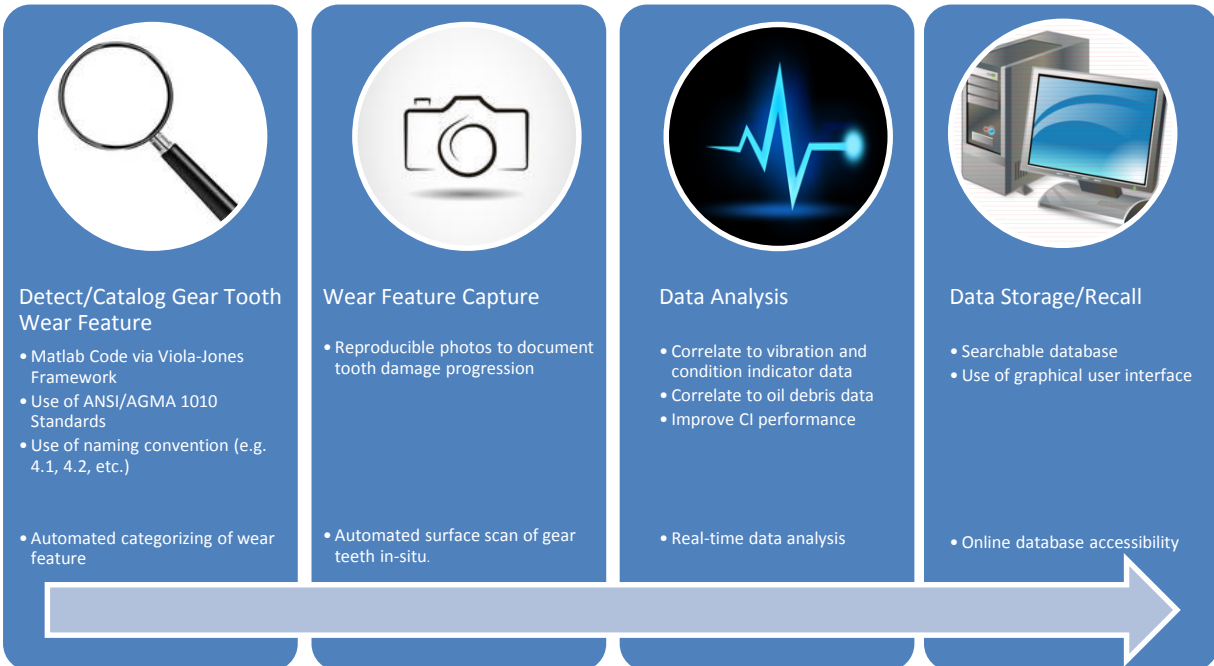 Detect/Catalog Gear Tooth
Wear Feature
• Matlab Code via Viola-Jones
Framework
• Use of ANSI/AGMA 1010
Standards
• Use of naming convention (e.g.
4.1, 4.2, etc.)
• Automated categorizing of wear
feature
Wear Feature Capture
• Reproducible photos to document
tooth damage progression
• Automated surface scan of gear
teeth in-situ.
Data Analysis
• Correlate to vibration and
condition indicator data
• Correlate to oil debris data
• Improve CI performance
• Real-time data analysis
Data Storage/Recall
• Searchable database
• Use of graphical user interface
• Online database accessibility